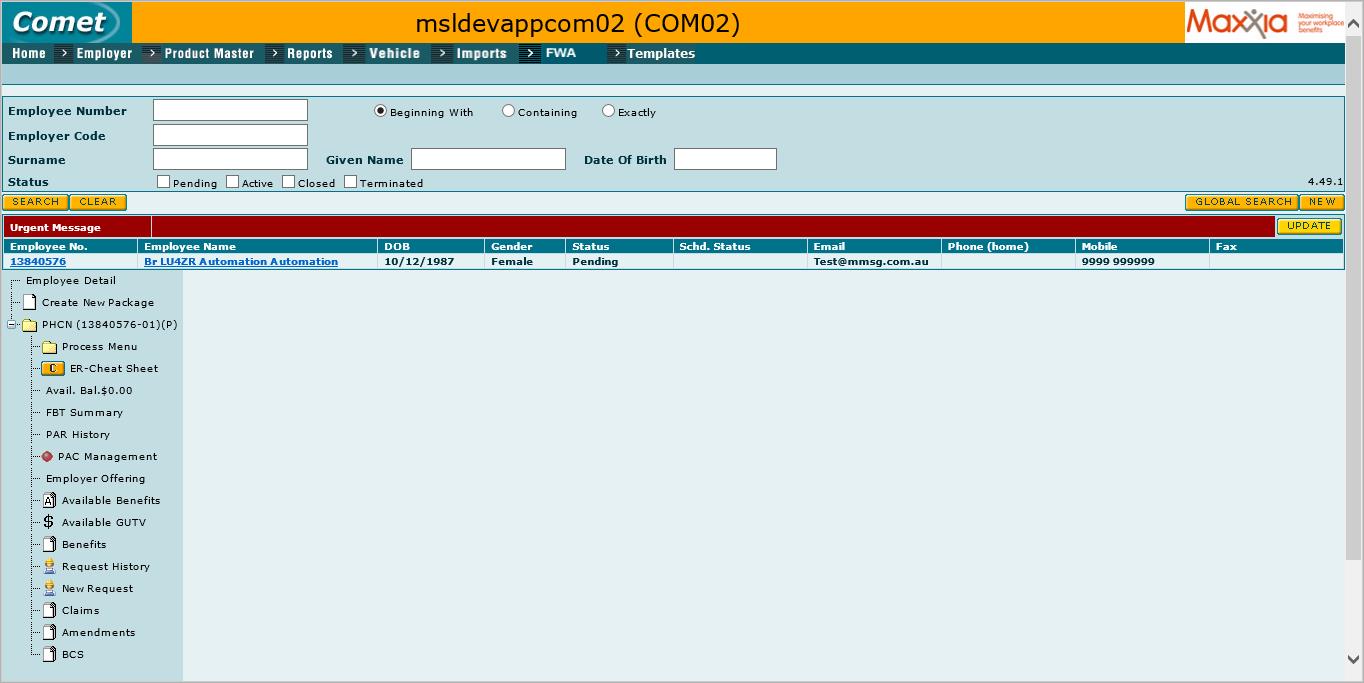 Comet
msldevappcom02 (COM02)
Maxxia Maximising your workplace benefits
Home > Employer > Product Master > Reports > Vehicle > Imports > FWA > Templates
Employee Number Beginning With Containing Exactly
Employer Code
Surname Given Name Date Of Birth
Status Pending Active Closed Terminated 4.49.1
SEARCH CLEAR GLOBAL SEARCH NEW
Urgent Message UPDATE
Employee No. Employee Name DOB Gender Status Schd. Status Email Phone (home) Mobile Fax
13840576 Br LU4ZR Automation Automation 10/12/1987 Female Pending Test@mmsg.com.au 9999 999999
Employee Detail
Create New Package
PHCN (13840576-01)(P)
Process Menu
C ER-Cheat Sheet
Avail. Bal.$0.00
FBT Summary
PAR History
PAC Management
Employer Offering
A Available Benefits
$ Available GUTV
Benefits
Request History
New Request
Claims
Amendments
BCS